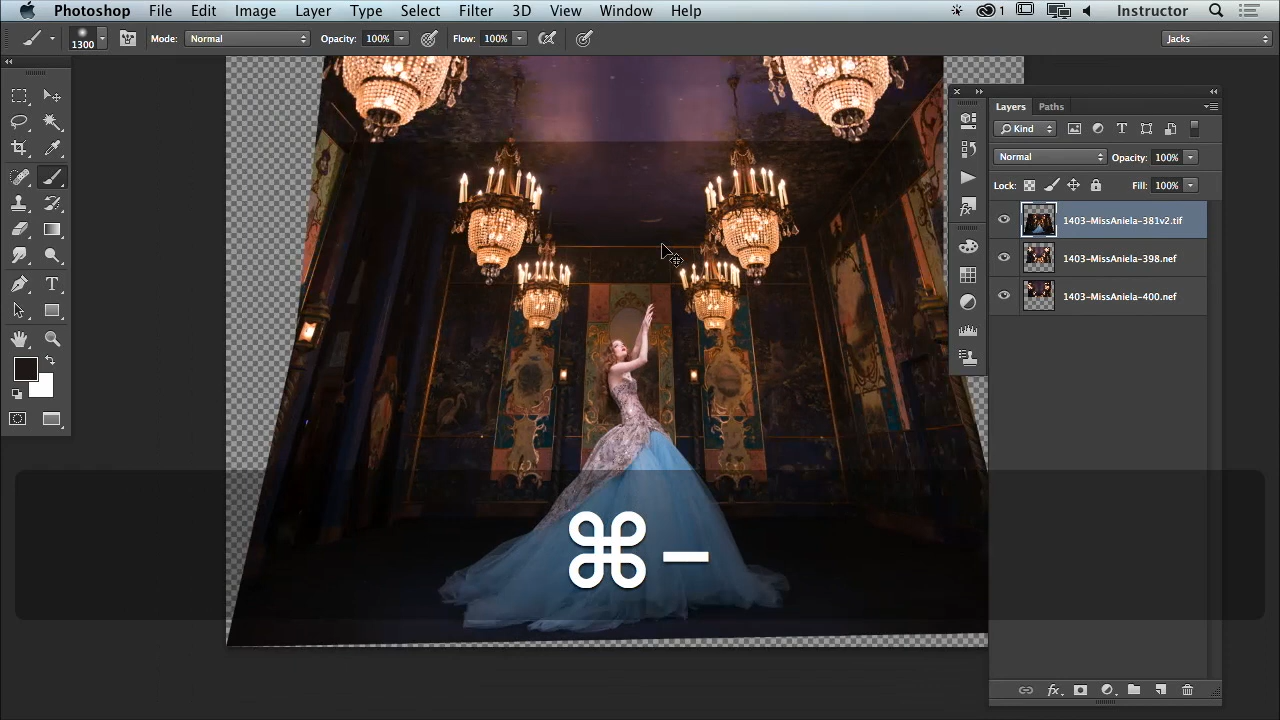 Photoshop File Edit Image Layer Type Select Filter 3D View Window Help 1 Instructor
1300 Mode: Normal Opacity: 100% Flow: 100% Jacks
Layers Paths
Kind
Normal Opacity: 100%
Lock: Fill: 100%
1403-MissAniela-381v2.tif
1403-MissAniela-398.nef
1403-MissAniela-400.nef
⌘ –